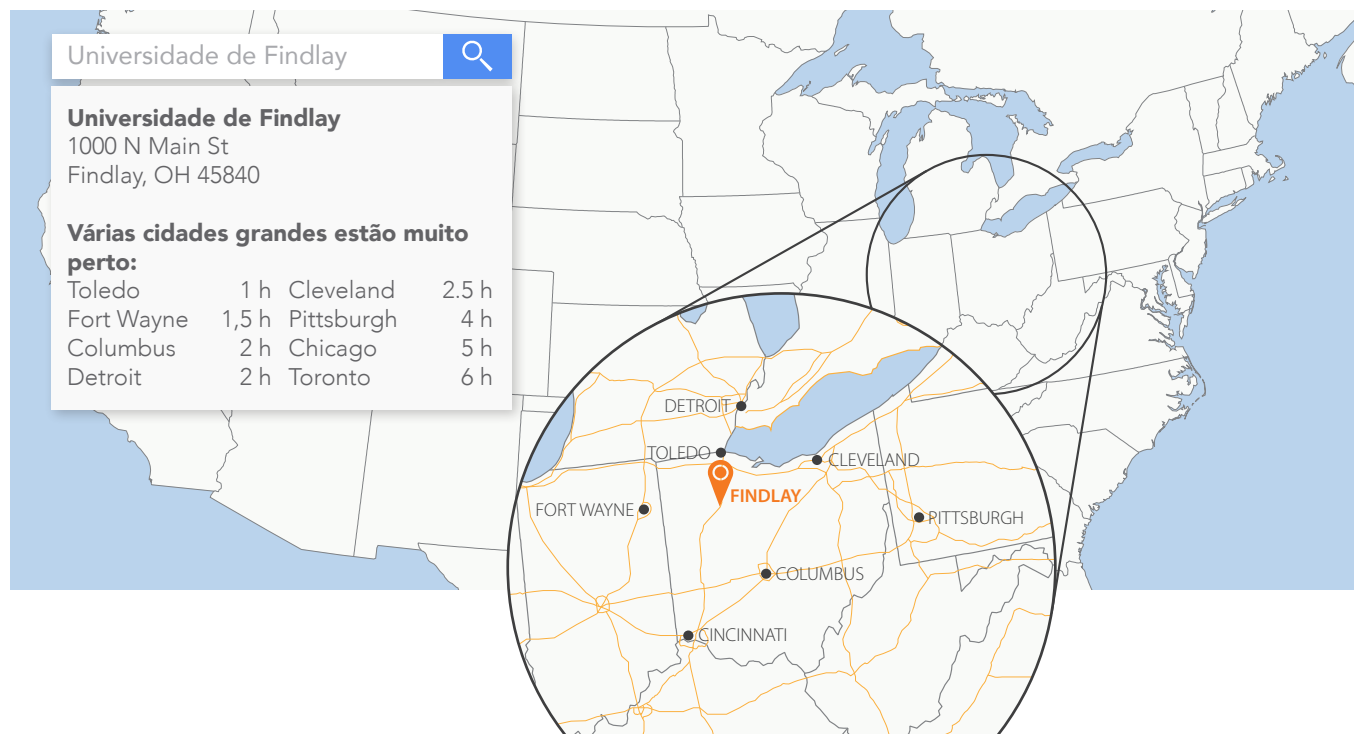 Universidade de Findlay
Universidade de Findlay
1000 N Main St
Findlay, OH 45840
Várias cidades grandes estão muito
perto:
Toledo 1 h Cleveland 2.5 h
Fort Wayne 1,5 h Pittsburgh 4 h
Columbus 2 h Chicago 5 h
Detroit 2 h Toronto 6 h
DETROIT
TOLEDO
CLEVELAND
FINDLAY
FORT WAYNE
PITTSBURGH
COLUMBUS
CINCINNATI